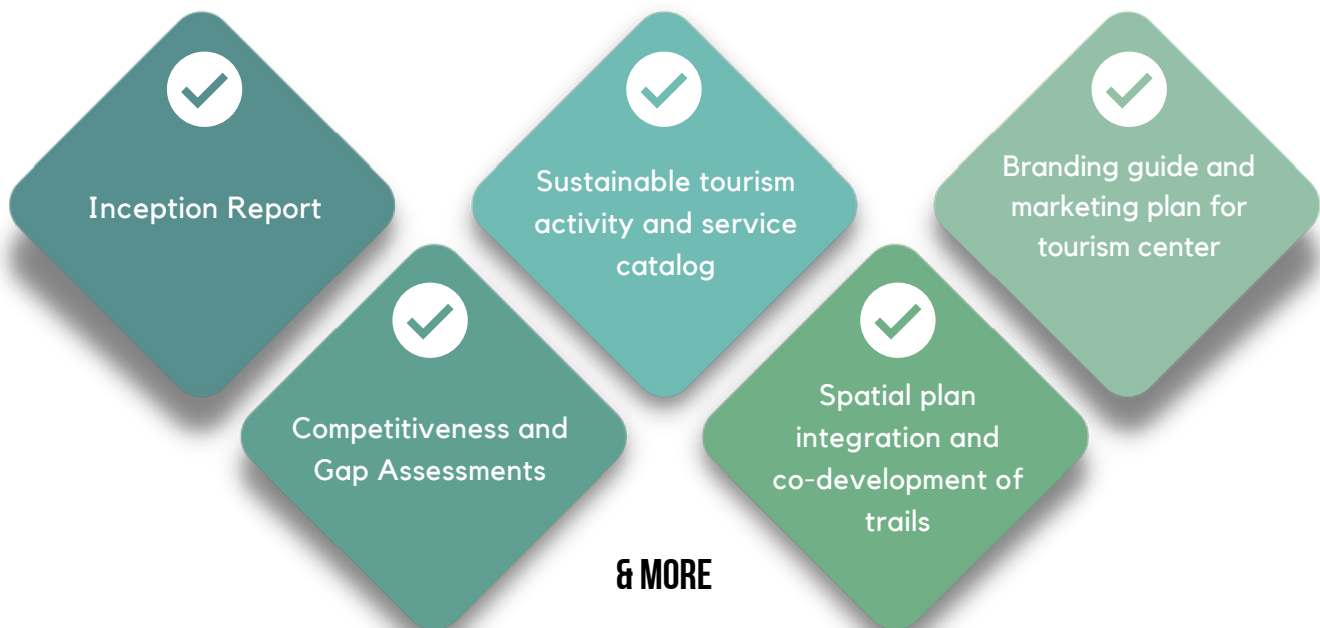 Inception Report
Competitiveness and
Gap Assessments
Sustainable tourism
activity and service
catalog
Spatial plan
integration and
co-development of
trails
Branding guide and
marketing plan for
tourism center
& MORE